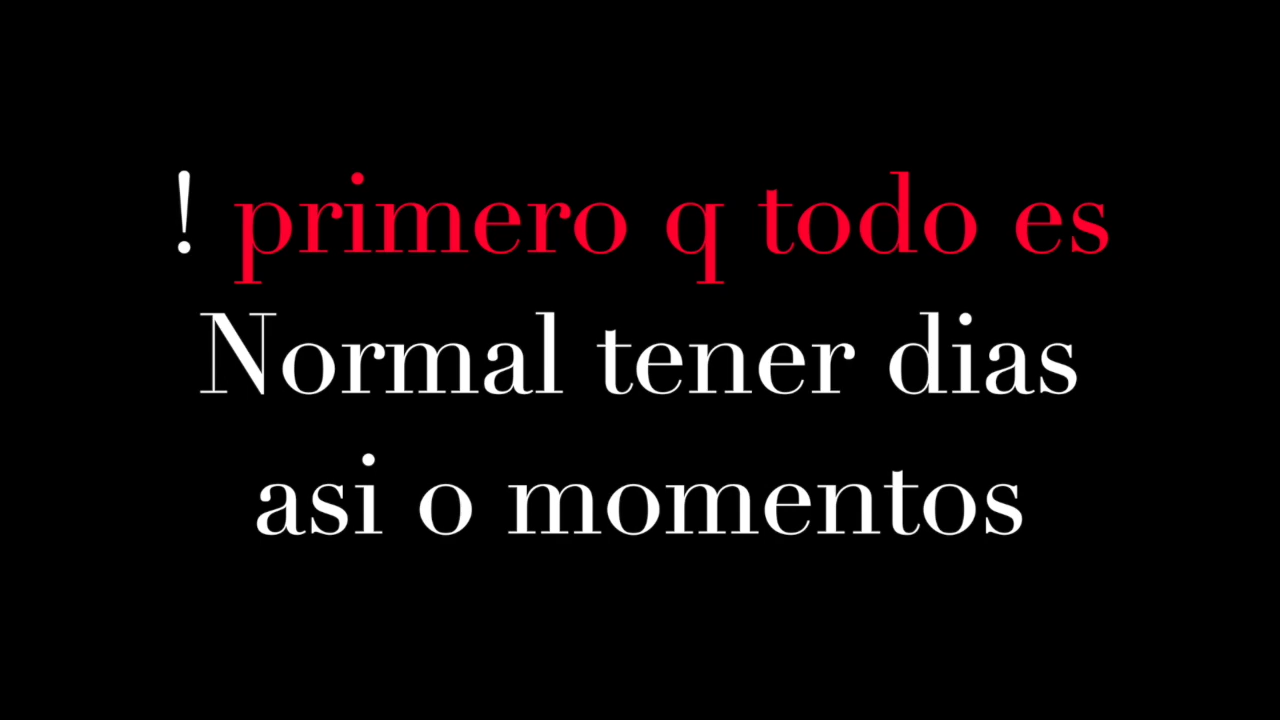 ! primero q todo es
Normal tener dias
asi o momentos